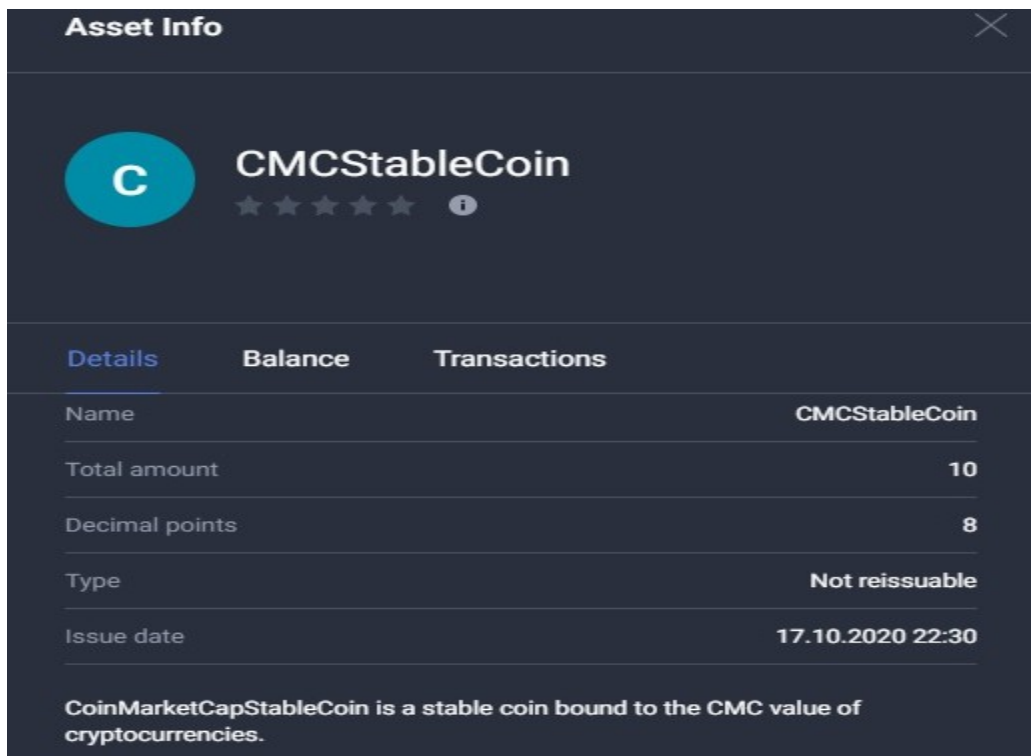 Asset Info
C
CMCStableCoin
i
Details Balance Transactions
Name CMCStableCoin
Total amount 10
Decimal points 8
Type Not reissuable
Issue date 17.10.2020 22:30
CoinMarketCapStableCoin is a stable coin bound to the CMC value of
cryptocurrencies.